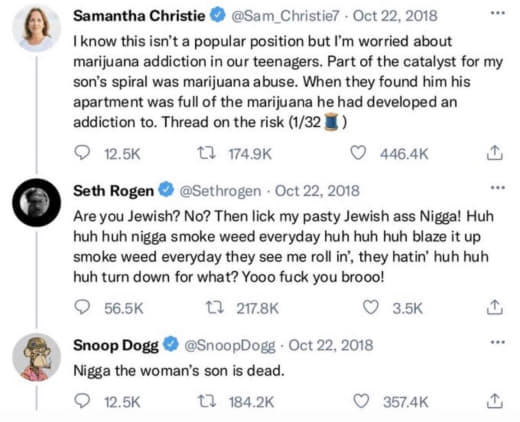 Samantha Christie @Sam_Christie7 · Oct 22, 2018
I know this isn't a popular position but I'm worried about
marijuana addiction in our teenagers. Part of the catalyst for my
son's spiral was marijuana abuse. When they found him his
apartment was full of the marijuana he had developed an
addiction to. Thread on the risk (1/32🧵)
12.5K 174.9K 446.4K
Seth Rogen @Sethrogen · Oct 22, 2018
Are you Jewish? No? Then lick my pasty Jewish ass Nigga! Huh
huh huh nigga smoke weed everyday huh huh huh blaze it up
smoke weed everyday they see me roll in', they hatin' huh huh
huh turn down for what? Yooo fuck you brooo!
56.5K 217.8K 3.5K
Snoop Dogg @SnoopDogg · Oct 22, 2018
Nigga the woman's son is dead.
12.5K 184.2K 357.4K